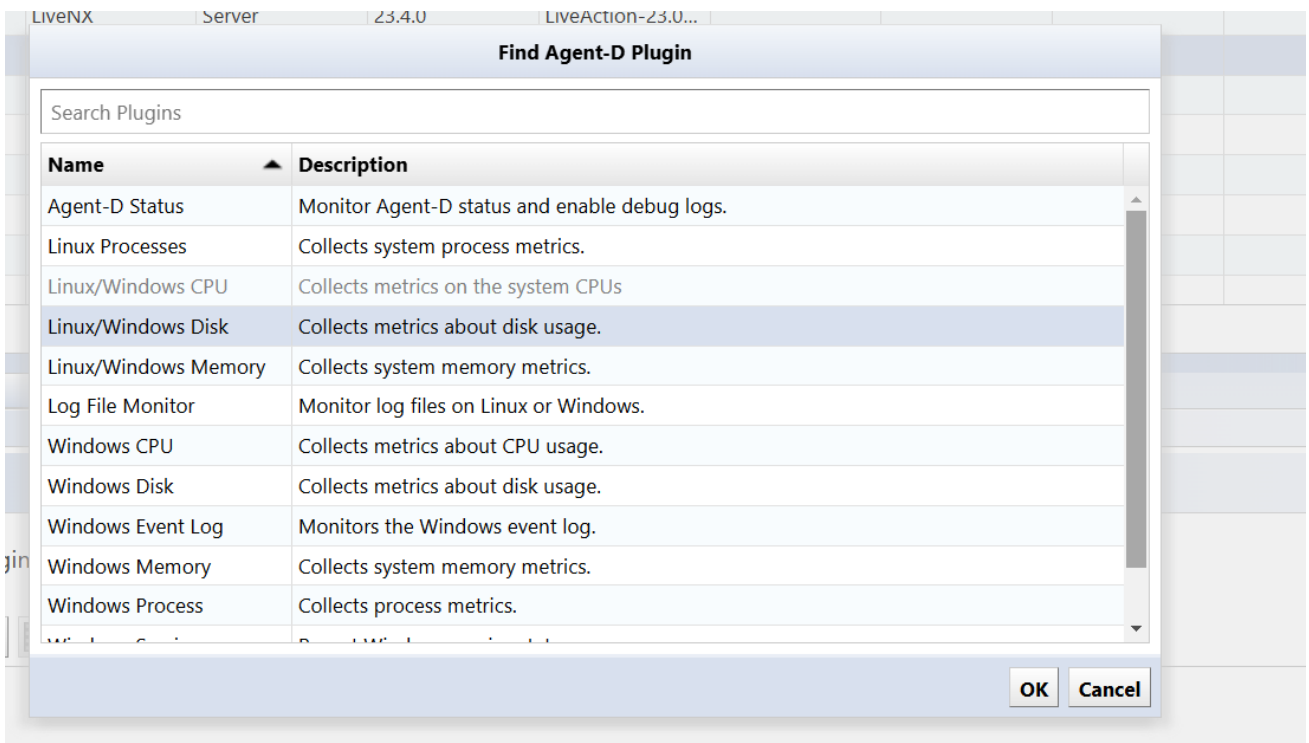 LiveNX Server 23.4.0 LiveAction-23.0...
Find Agent-D Plugin
Search Plugins
Name Description
Agent-D Status Monitor Agent-D status and enable debug logs.
Linux Processes Collects system process metrics.
Linux/Windows CPU Collects metrics on the system CPUs
Linux/Windows Disk Collects metrics about disk usage.
Linux/Windows Memory Collects system memory metrics.
Log File Monitor Monitor log files on Linux or Windows.
Windows CPU Collects metrics about CPU usage.
Windows Disk Collects metrics about disk usage.
Windows Event Log Monitors the Windows event log.
gin
Windows Memory Collects system memory metrics.
Windows Process Collects process metrics.
OK Cancel